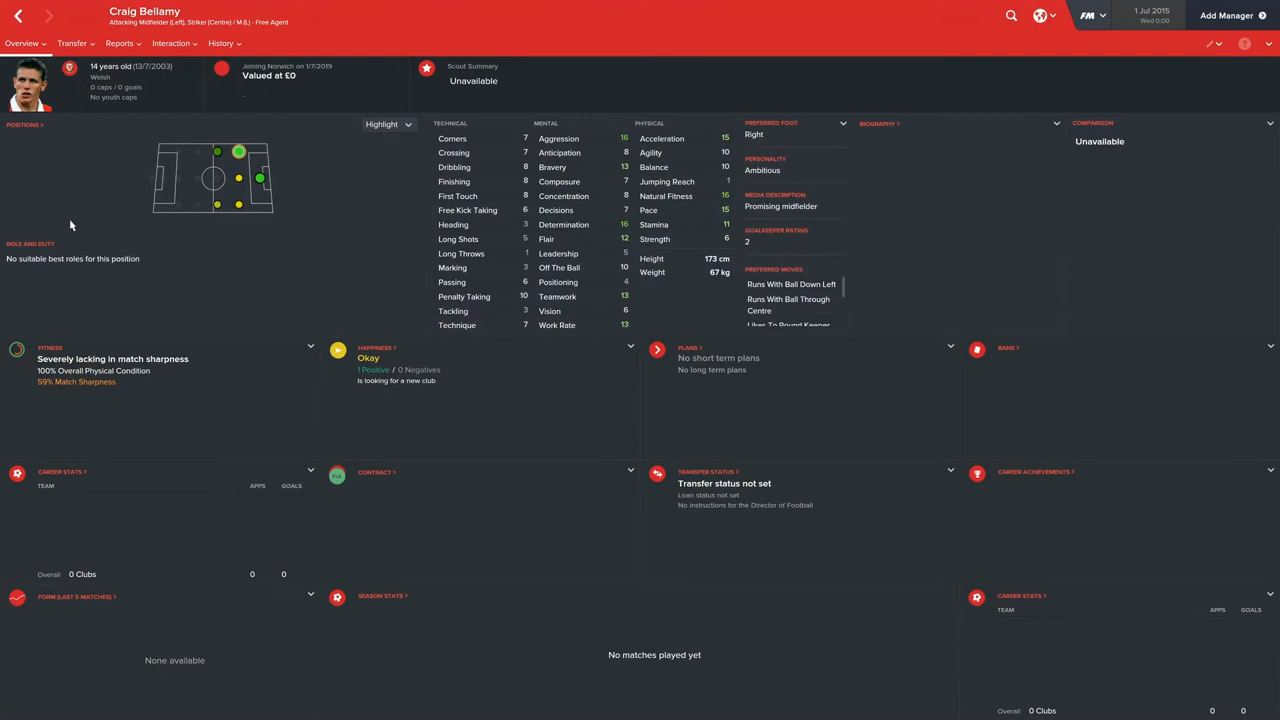 Craig Bellamy
Attacking Midfielder (Left), Striker (Centre) / M (L) - Free Agent
FM
1 Jul 2015
Wed 0:00
Add Manager
Overview
Transfer
Reports
Interaction
History
14 years old (13/7/2003)
Welsh
0 caps / 0 goals
No youth caps
Joining Norwich on 1/7/2019
Valued at £0
-
Scout Summary
Unavailable
POSITIONS >
Highlight
ROLE AND DUTY
No suitable best roles for this position
TECHNICAL
Corners 7
Crossing 7
Dribbling 8
Finishing 8
First Touch 8
Free Kick Taking 6
Heading 3
Long Shots 5
Long Throws 1
Marking 3
Passing 6
Penalty Taking 10
Tackling 3
Technique 7
MENTAL
Aggression 16
Anticipation 8
Bravery 13
Composure 7
Concentration 8
Decisions 7
Determination 16
Flair 12
Leadership 5
Off The Ball 10
Positioning 4
Teamwork 13
Vision 6
Work Rate 13
PHYSICAL
Acceleration 15
Agility 10
Balance 10
Jumping Reach 1
Natural Fitness 16
Pace 15
Stamina 11
Strength 6
Height 173 cm
Weight 67 kg
PREFERRED FOOT
Right
PERSONALITY
Ambitious
MEDIA DESCRIPTION
Promising midfielder
GOALKEEPER RATING
2
PREFERRED MOVES
Runs With Ball Down Left
Runs With Ball Through
Centre
Likes To Round Keeper
BIOGRAPHY >
COMPARISON
Unavailable
FITNESS
Severely lacking in match sharpness
100% Overall Physical Condition
59% Match Sharpness
HAPPINESS >
Okay
1 Positive / 0 Negatives
Is looking for a new club
PLANS >
No short term plans
No long term plans
BANS >
CAREER STATS >
TEAM APPS GOALS
Overall 0 Clubs 0 0
CONTRACT >
FrA
TRANSFER STATUS >
Transfer status not set
Loan status not set
No instructions for the Director of Football
CAREER ACHIEVEMENTS >
FORM (LAST 5 MATCHES) >
None available
SEASON STATS >
No matches played yet
CAREER STATS >
TEAM APPS GOALS
Overall 0 Clubs 0 0